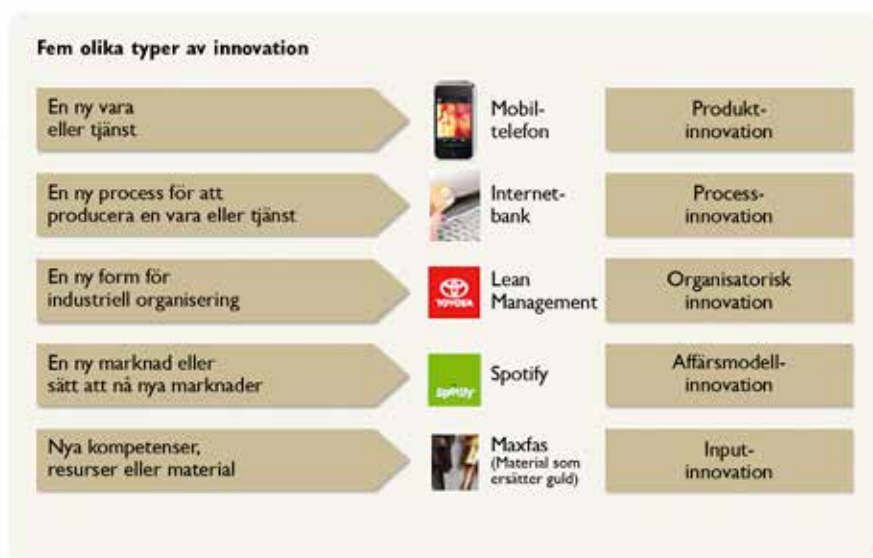 Fem olika typer av innovation
En ny vara
eller tjänst
Mobil-
telefon
Produkt-
innovation
En ny process för att
producera en vara eller tjänst
Internet-
bank
Process-
innovation
En ny form för
industriell organisering
TOYOTA
Lean
Management
Organisatorisk
innovation
En ny marknad eller
sätt att nå nya marknader
Spotify
Spotify
Affärsmodell-
innovation
Nya kompetenser,
resurser eller material
Maxfas
(Material som
ersätter guld)
Input-
innovation